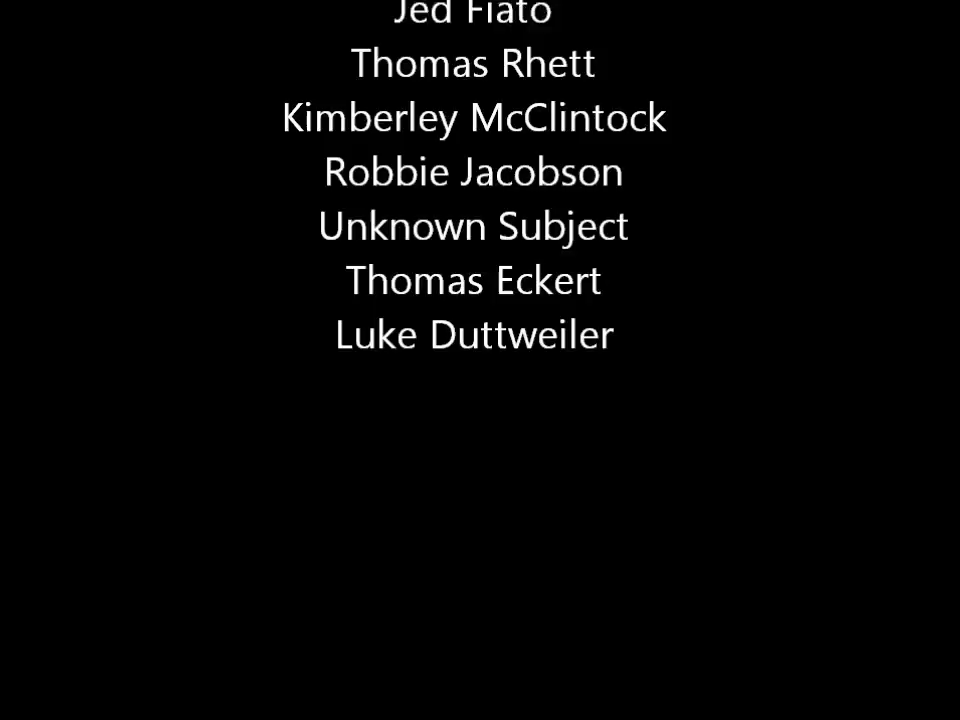 Jed Fiato
Thomas Rhett
Kimberley McClintock
Robbie Jacobson
Unknown Subject
Thomas Eckert
Luke Duttweiler